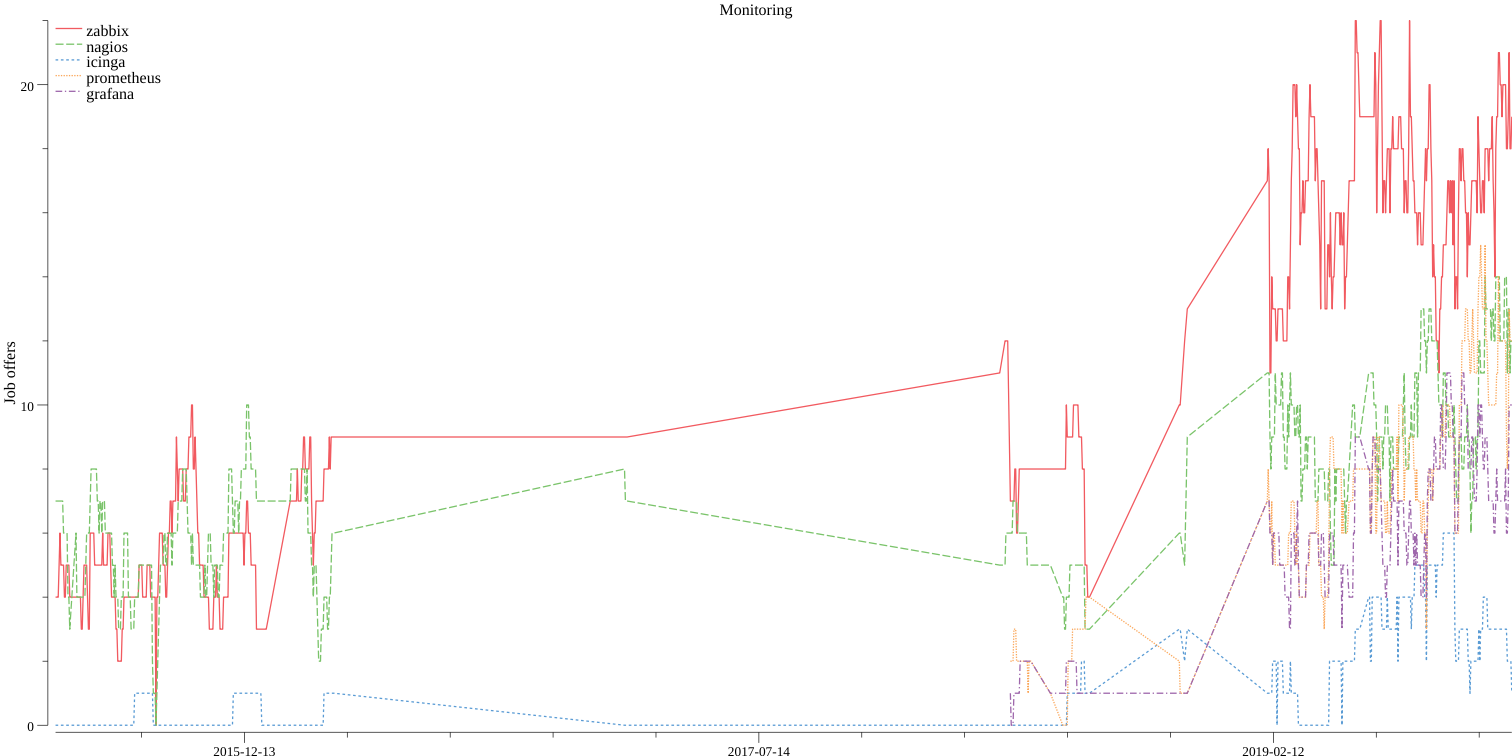 Monitoring
zabbix
nagios
icinga
prometheus
grafana
20
10
0
Job offers
2015-12-13
2017-07-14
2019-02-12